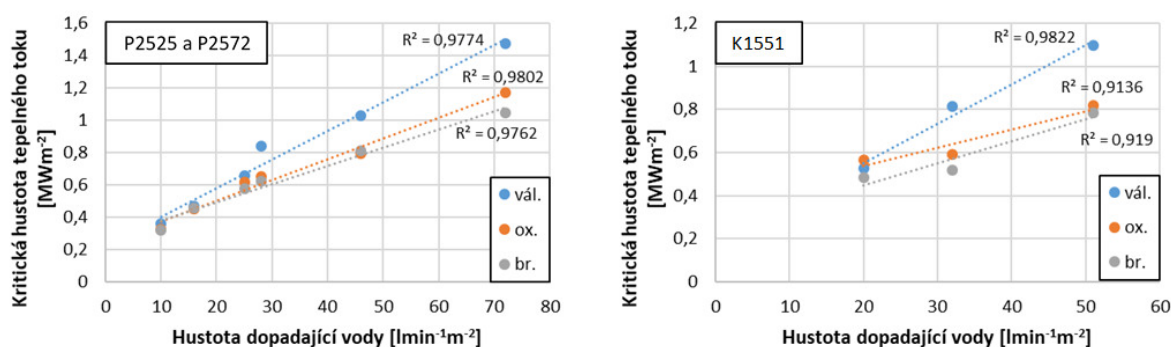 Kritická hustota tepelného toku
[MWm-2]
1,6
1,4
1,2
1
0,8
0,6
0,4
0,2
0
P2525 a P2572
R² = 0,9774
R² = 0,9802
R² = 0,9762
vál.
ox.
br.
0 10 20 30 40 50 60 70 80
Hustota dopadající vody [lmin-1m-2]
Kritická hustota tepelného toku
[MWm-2]
1,2
1
0,8
0,6
0,4
0,2
0
K1551
R² = 0,9822
R² = 0,9136
R² = 0,919
vál.
ox.
br.
0 10 20 30 40 50 60
Hustota dopadající vody [lmin-1m-2]